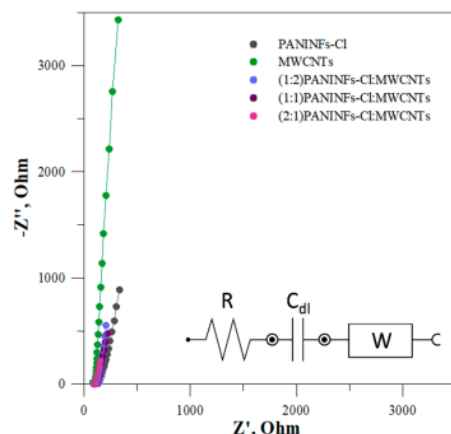 PANINFs-Cl
MWCNTs
(1:2)PANINFs-Cl:MWCNTs
(1:1)PANINFs-Cl:MWCNTs
(2:1)PANINFs-Cl:MWCNTs
-Z'', Ohm
3000
2000
1000
0
R
Cdl
W
0
1000
2000
3000
Z', Ohm